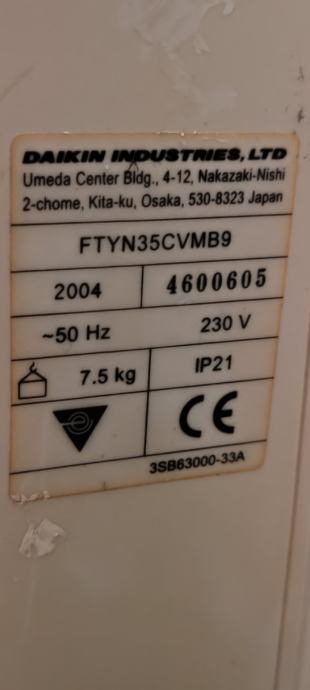 DAIKIN INDUSTRIES, LTD
Umeda Center Bldg., 4-12, Nakazaki-Nishi
2-chome, Kita-ku, Osaka, 530-8323 Japan
FTYN35CVMB9
2004 4600605
~50 Hz 230 V
7.5 kg IP21
e CE
3SB63000-33A